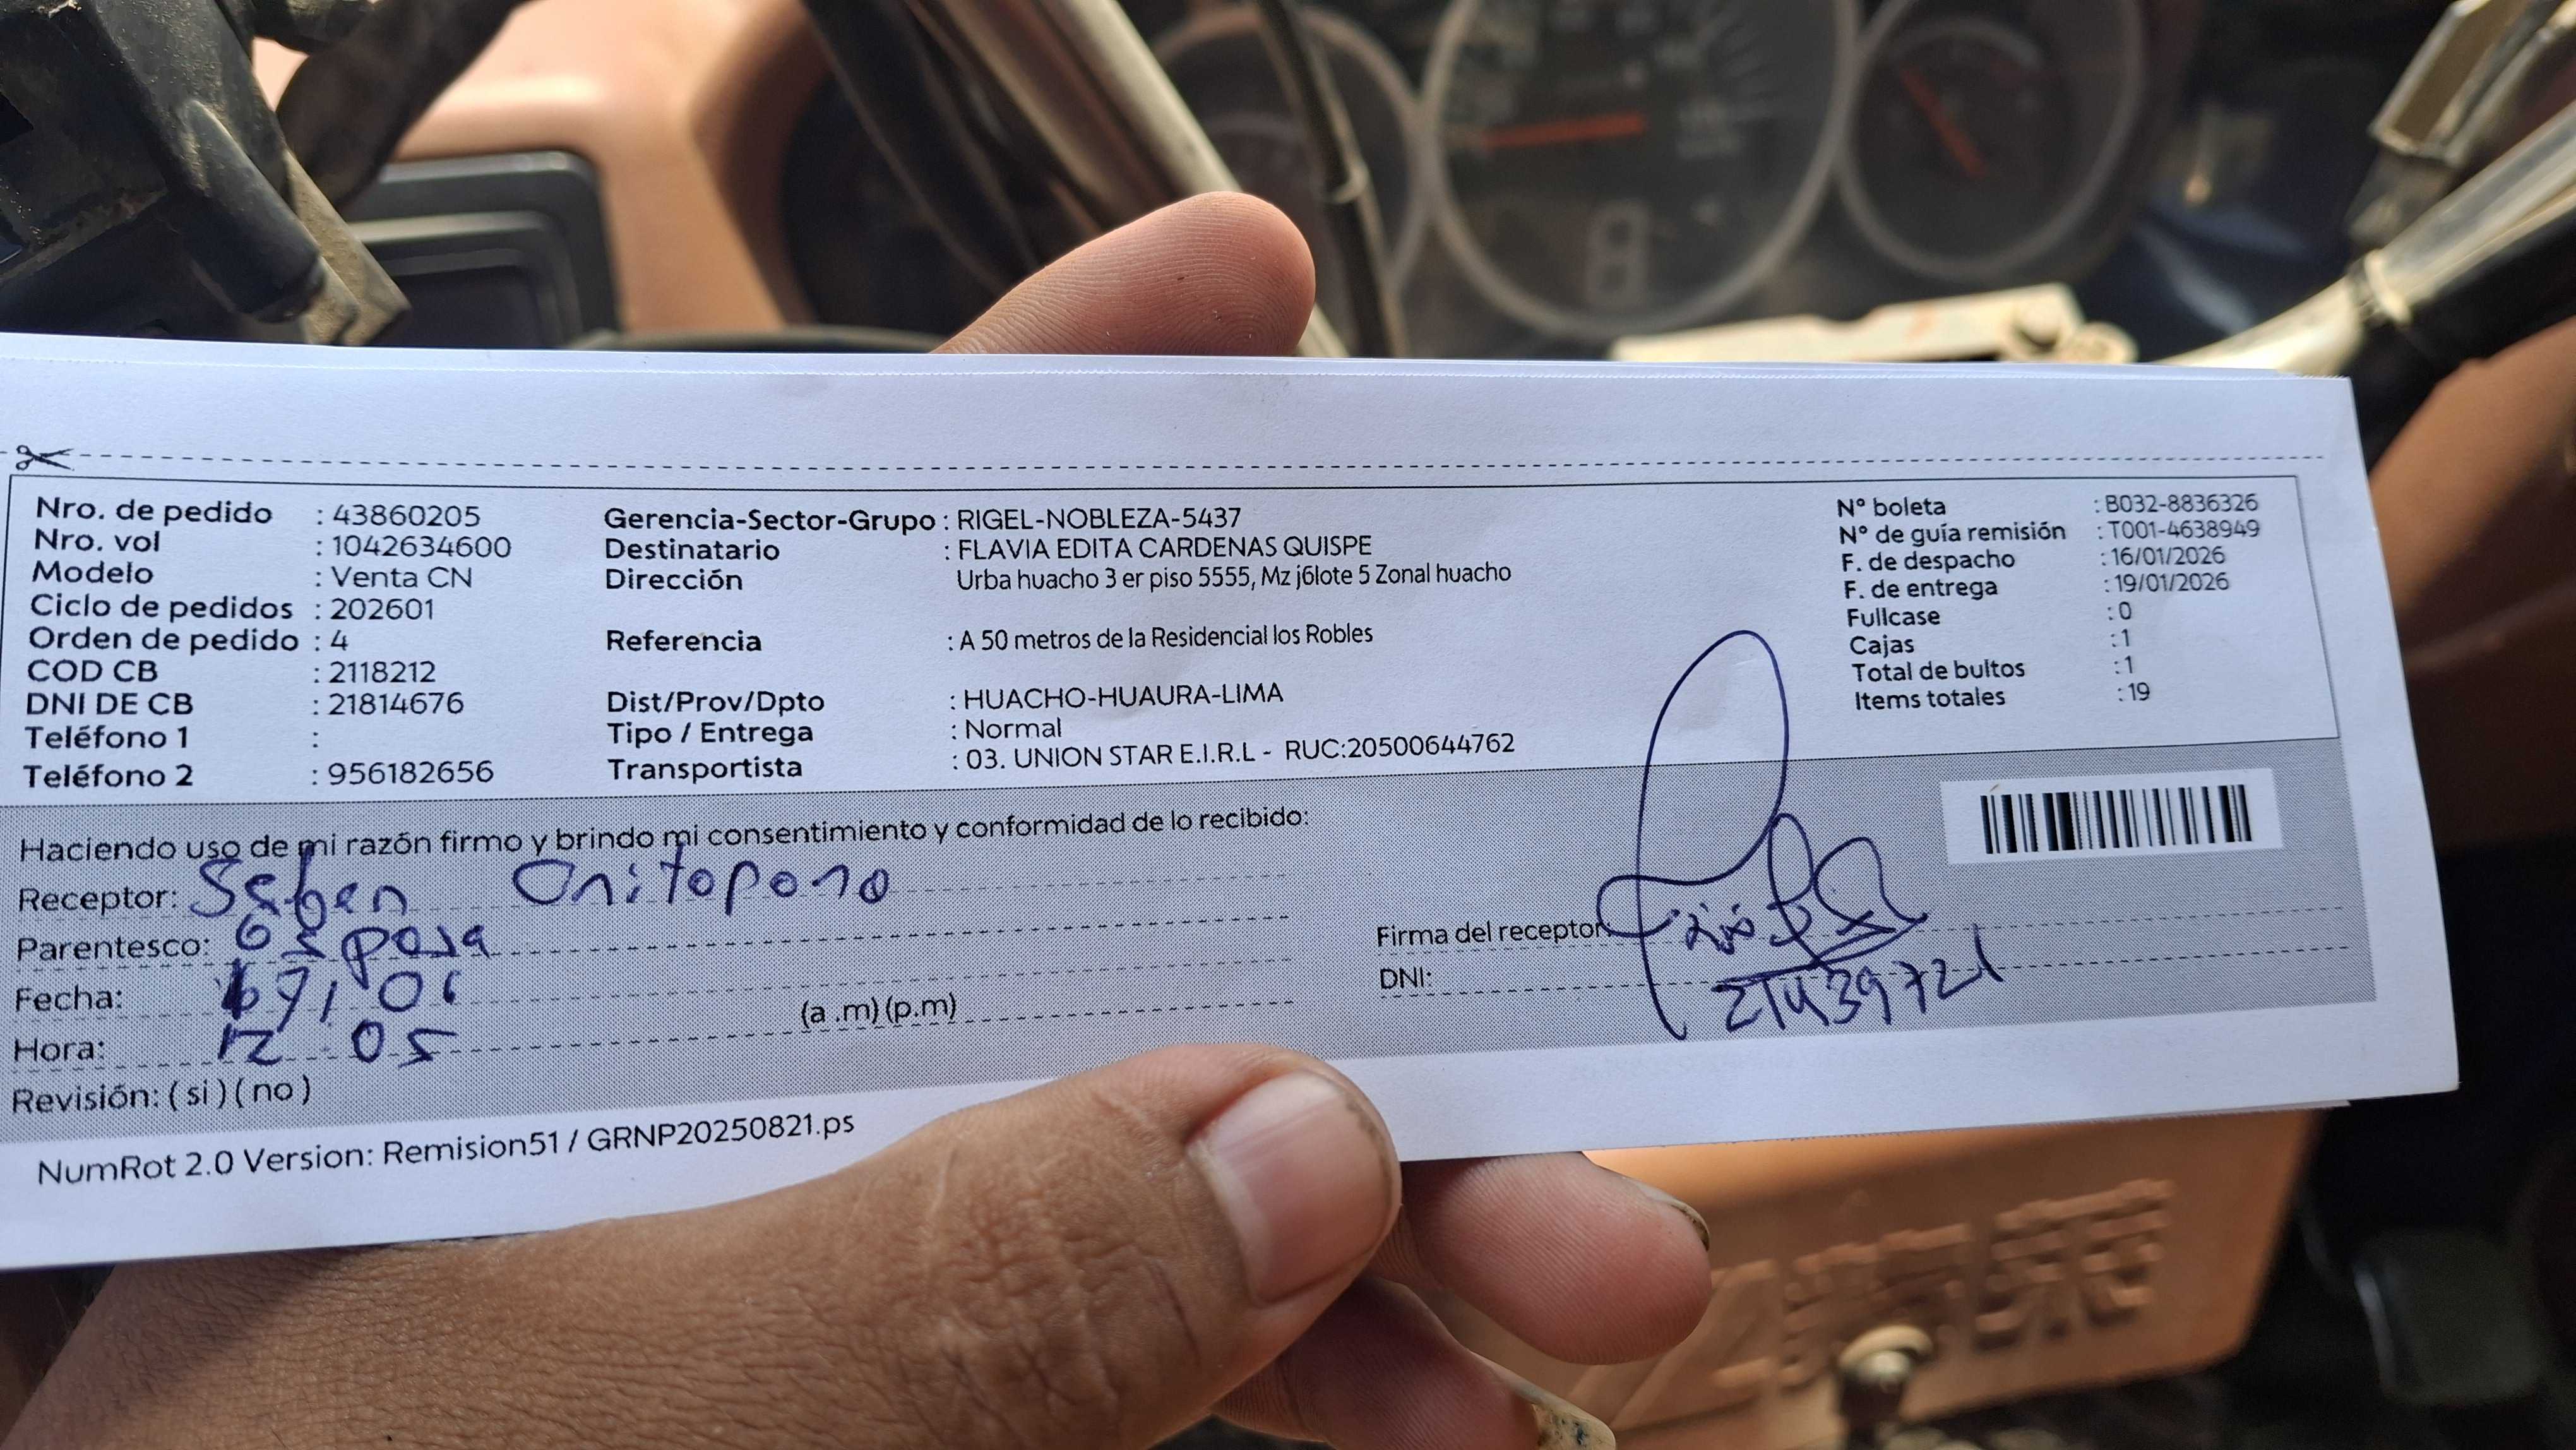 Nro. de pedido : 43860205
Nro. vol : 1042634600
Modelo : Venta CN
Ciclo de pedidos : 202601
Orden de pedido : 4
COD CB : 2118212
DNI DE CB : 21814676
Teléfono 1 :
Teléfono 2 : 956182656
Gerencia-Sector-Grupo : RIGEL-NOBLEZA-5437
Destinatario : FLAVIA EDITA CARDENAS QUISPE
Dirección Urba huacho 3 er piso 5555, Mz j6lote 5 Zonal huacho
Referencia : A 50 metros de la Residencial los Robles
Dist/Prov/Dpto : HUACHO-HUAURA-LIMA
Tipo / Entrega : Normal
Transportista : 03. UNION STAR E.I.R.L - RUC:20500644762
N° boleta : B032-8836326
N° de guía remisión : T001-4638949
F. de despacho : 16/01/2026
F. de entrega : 19/01/2026
Fullcase : 0
Cajas : 1
Total de bultos : 1
Items totales : 19
Haciendo uso de mi razón firmo y brindo mi consentimiento y conformidad de lo recibido:
Receptor:
Parentesco:
Fecha:
Hora: 12 05 (a .m) (p.m)
Revisión: ( si ) ( no )
Firma del receptor
DNI:
NumRot 2.0 Version: Remision51 / GRNP20250821.ps